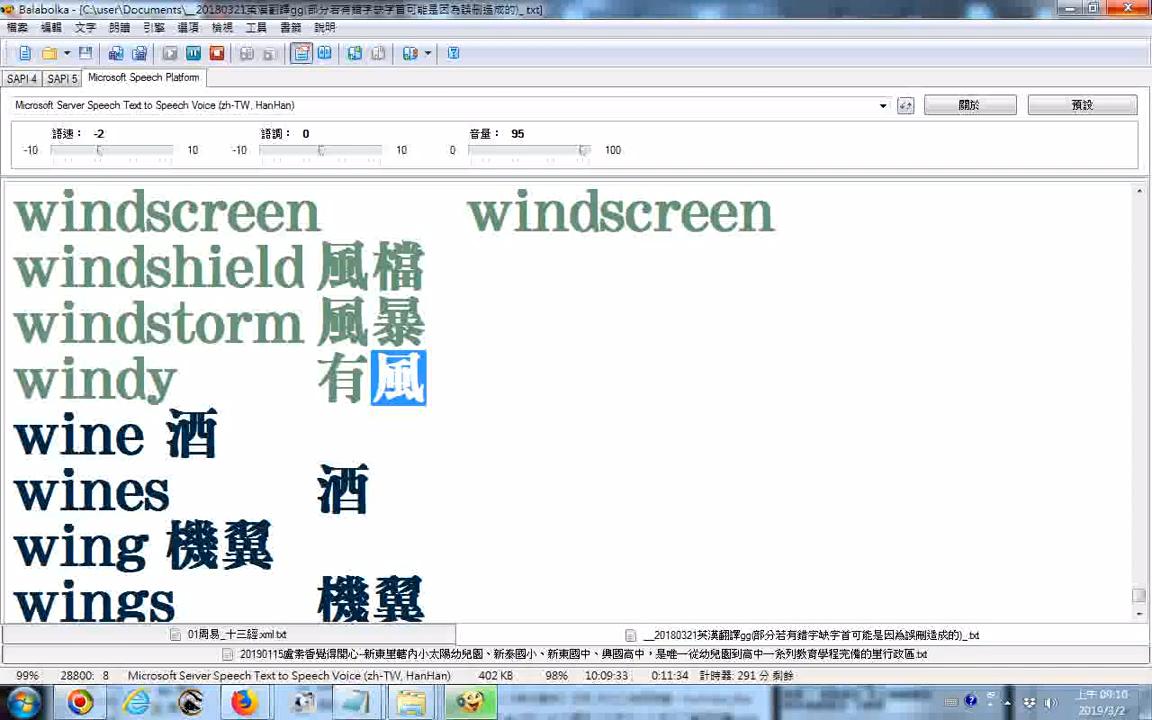 Balabolka - [C:\user\Documents\__20180321英漢翻譯gg(部分若有錯字缺字首可能是因為誤刪造成的)_.txt]
檔案 編輯 文字 朗讀 引擎 選項 檢視 工具 書籤 說明
SAPI 4 SAPI 5 Microsoft Speech Platform
Microsoft Server Speech Text to Speech Voice (zh-TW, HanHan) 關於 預設
語速： -2 語調： 0 音量： 95
-10 10 -10 10 0 100
windscreen windscreen
windshield 風檔
windstorm 風暴
windy 有風
wine 酒
wines 酒
wing 機翼
wings 機翼
01周易_十三經.xml.txt __20180321英漢翻譯gg(部分若有錯字缺字首可能是因為誤刪造成的)_.txt
20190115盧素香覺得開心--新東里轄內小太陽幼兒園、新泰國小、新東國中、興國高中，是唯一從幼兒園到高中一系列教育學程完備的里行政區.txt
99% 28800: 8 Microsoft Server Speech Text to Speech Voice (zh-TW, HanHan) 402 KB 98% 10:09:33 0:11:34 計時器: 291 分 剩餘
上午 09:10
2019/3/2